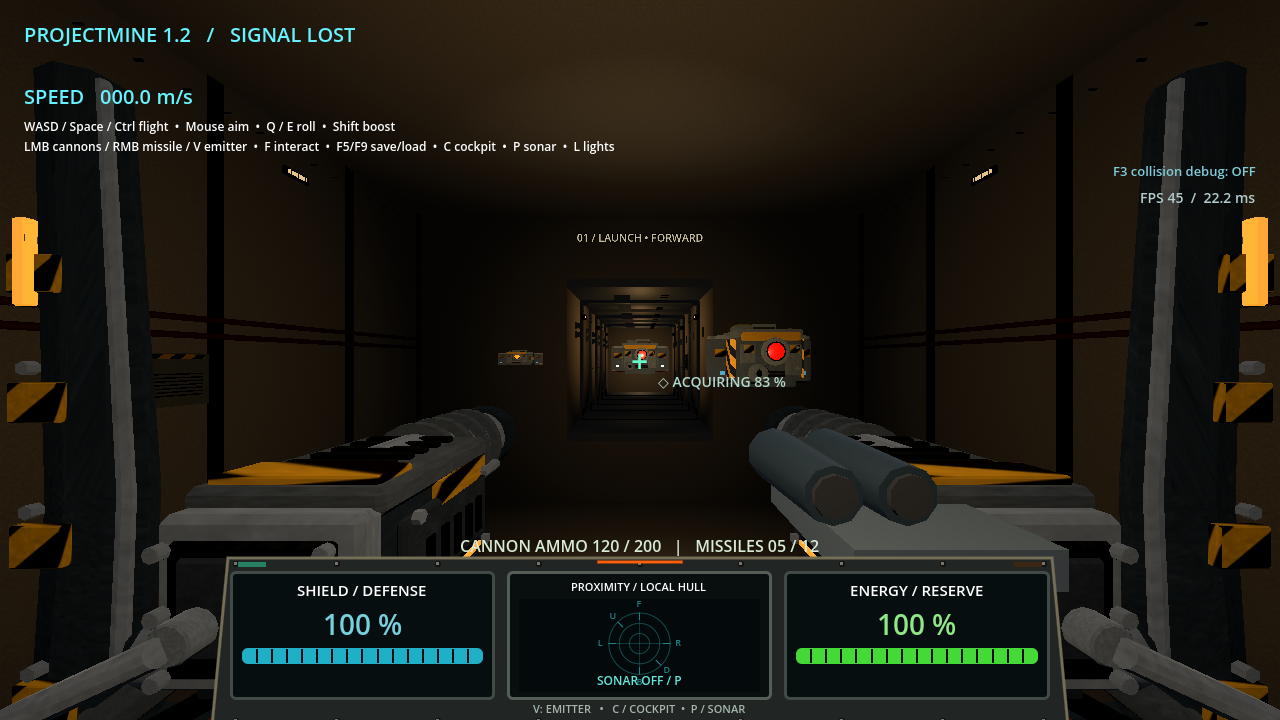 PROJECTMINE 1.2 / SIGNAL LOST
SPEED 000.0 m/s
WASD / Space / Ctrl flight • Mouse aim • Q / E roll • Shift boost
LMB cannons / RMB missile / V emitter • F interact • F5/F9 save/load • C cockpit • P sonar • L lights
F3 collision debug: OFF
FPS 45 / 22.2 ms
01 / LAUNCH • FORWARD
◇ ACQUIRING 83 %
CANNON AMMO 120 / 200 | MISSILES 05 / 12
SHIELD / DEFENSE
100 %
PROXIMITY / LOCAL HULL
F
U
L
R
D
SONAR OFF / P
ENERGY / RESERVE
100 %
V: EMITTER • C / COCKPIT • P / SONAR